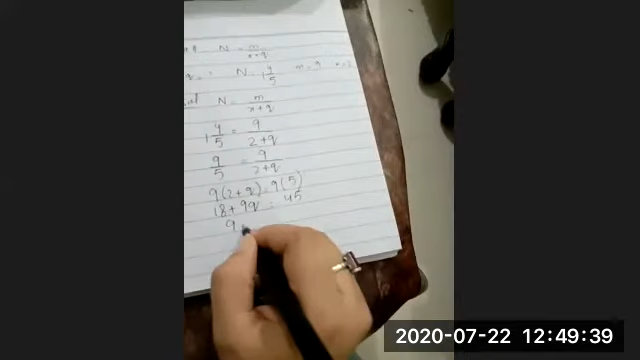 N = m/x+q
q = ? N = 1 4/5 m = 9
N = m/x+q
1 4/5 = 9/2+q
9/5 = 9/2+q
9(2+q) = 9(5)
18+9q = 45
9
2020-07-22 12:49:39